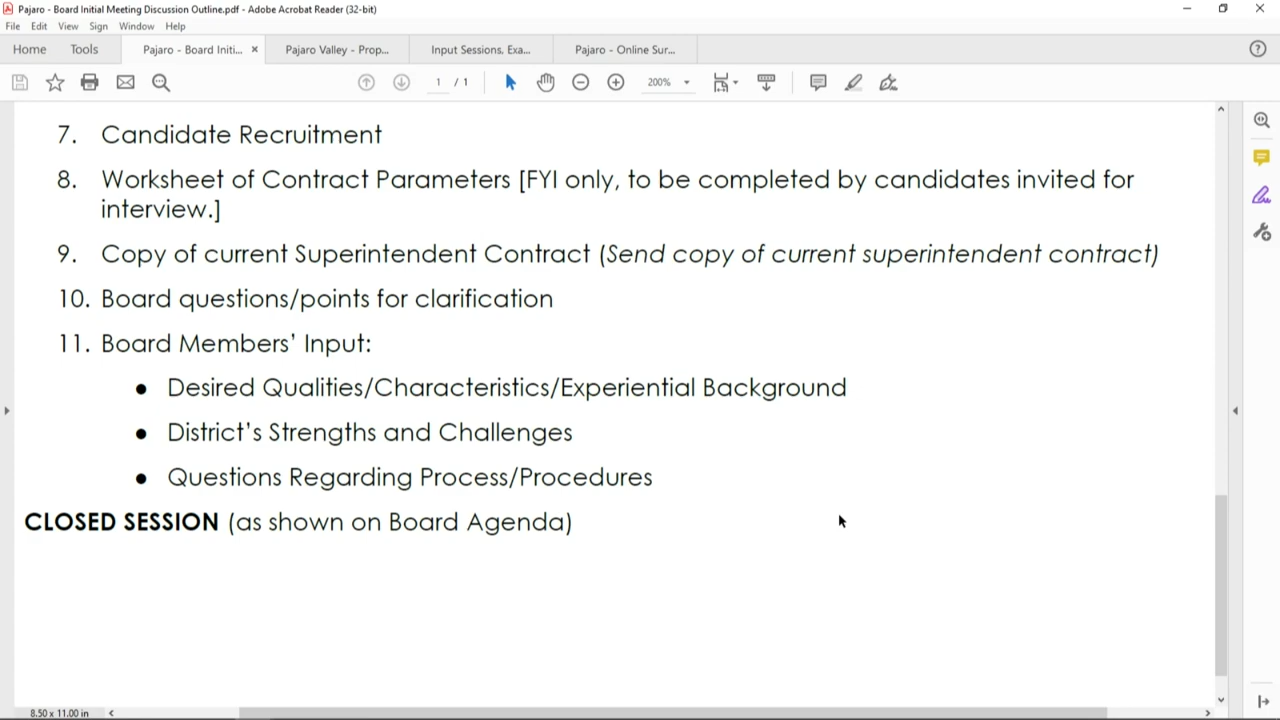 Pajaro - Board Initial Meeting Discussion Outline.pdf - Adobe Acrobat Reader (32-bit)
File Edit View Sign Window Help
Home Tools Pajaro - Board Initi... × Pajaro Valley - Prop... Input Sessions, Exa... Pajaro - Online Sur...
1 / 1 200%
7. Candidate Recruitment
8. Worksheet of Contract Parameters [FYI only, to be completed by candidates invited for
interview.]
9. Copy of current Superintendent Contract (Send copy of current superintendent contract)
10. Board questions/points for clarification
11. Board Members’ Input:
● Desired Qualities/Characteristics/Experiential Background
● District’s Strengths and Challenges
● Questions Regarding Process/Procedures
CLOSED SESSION (as shown on Board Agenda)
8.50 x 11.00 in